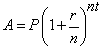 A = P(1 + r/n)^{nt}